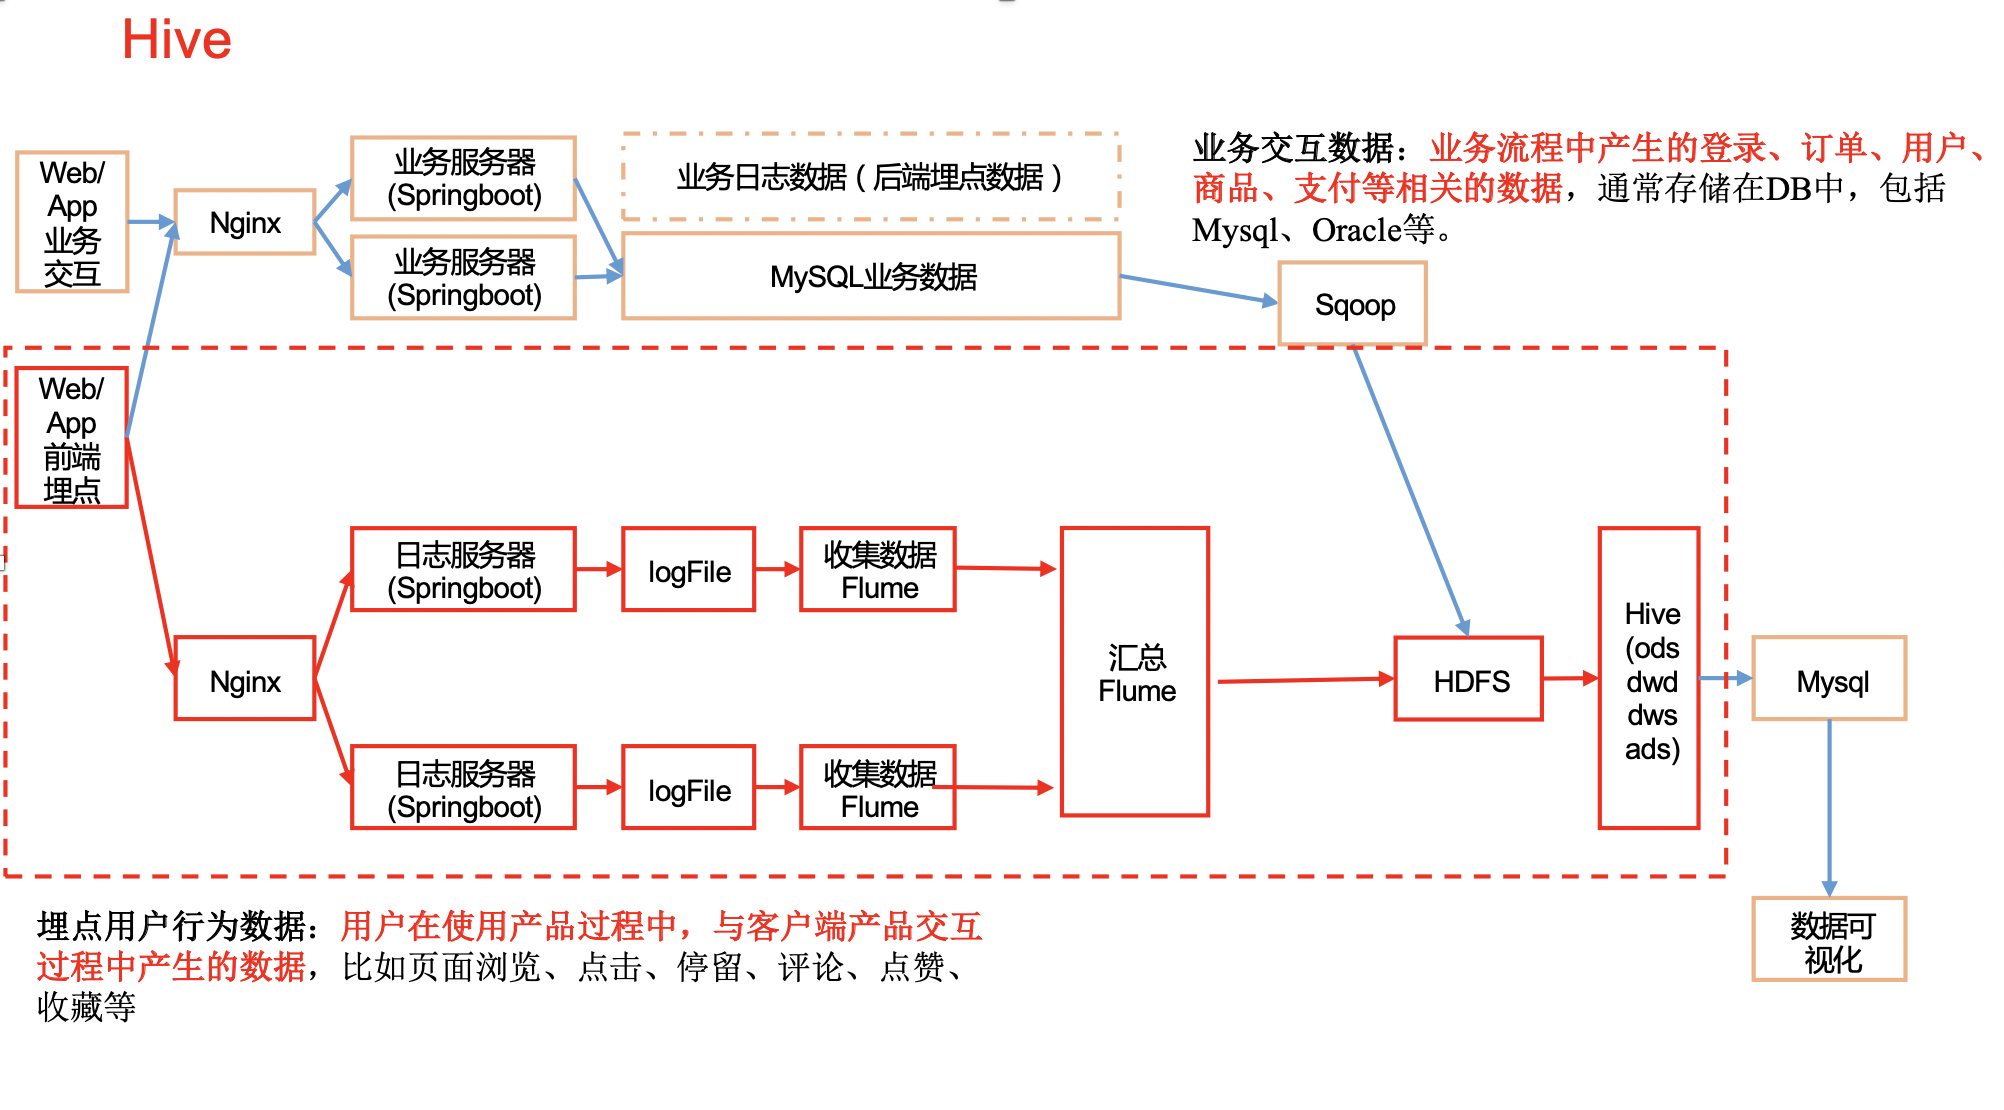 Hive
Web/
App
业务
交互
Nginx
业务服务器
(Springboot)
业务服务器
(Springboot)
业务日志数据（后端埋点数据）
MySQL业务数据
业务交互数据：业务流程中产生的登录、订单、用户、
商品、支付等相关的数据，通常存储在DB中，包括
Mysql、Oracle等。
Sqoop
Web/
App
前端
埋点
Nginx
日志服务器
(Springboot)
logFile
收集数据
Flume
日志服务器
(Springboot)
logFile
收集数据
Flume
汇总
Flume
HDFS
Hive
(ods
dwd
dws
ads)
Mysql
数据可
视化
埋点用户行为数据：用户在使用产品过程中，与客户端产品交互
过程中产生的数据，比如页面浏览、点击、停留、评论、点赞、
收藏等